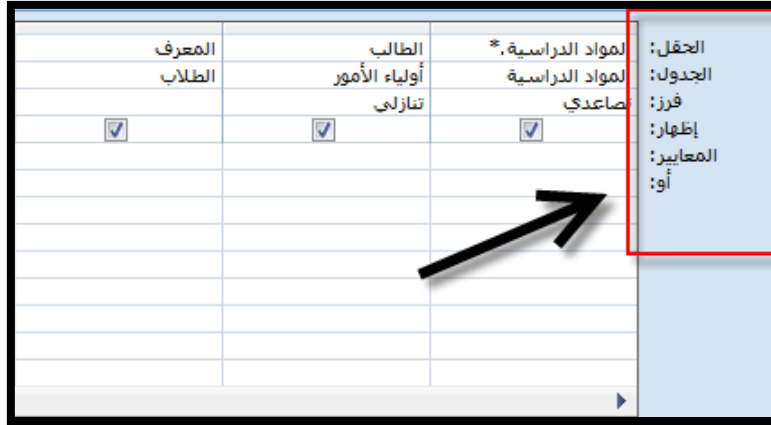 الحقل: المواد الدراسية.* الطالب المعرف
الجدول: المواد الدراسية أولياء الأمور الطلاب
فرز: تصاعدي تنازلي
إظهار:
المعايير:
أو: